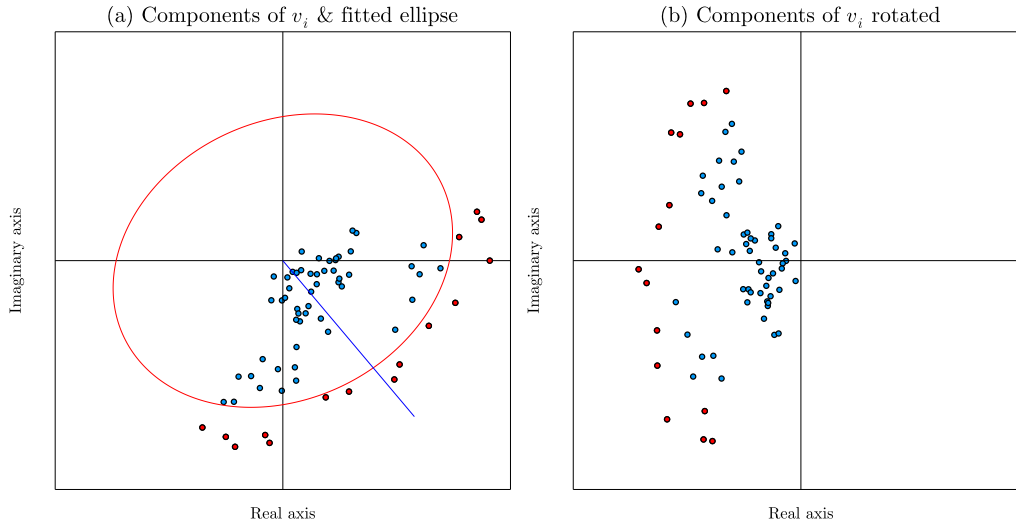 (a) Components of v_i & fitted ellipse
(b) Components of v_i rotated
Imaginary axis
Imaginary axis
Real axis
Real axis